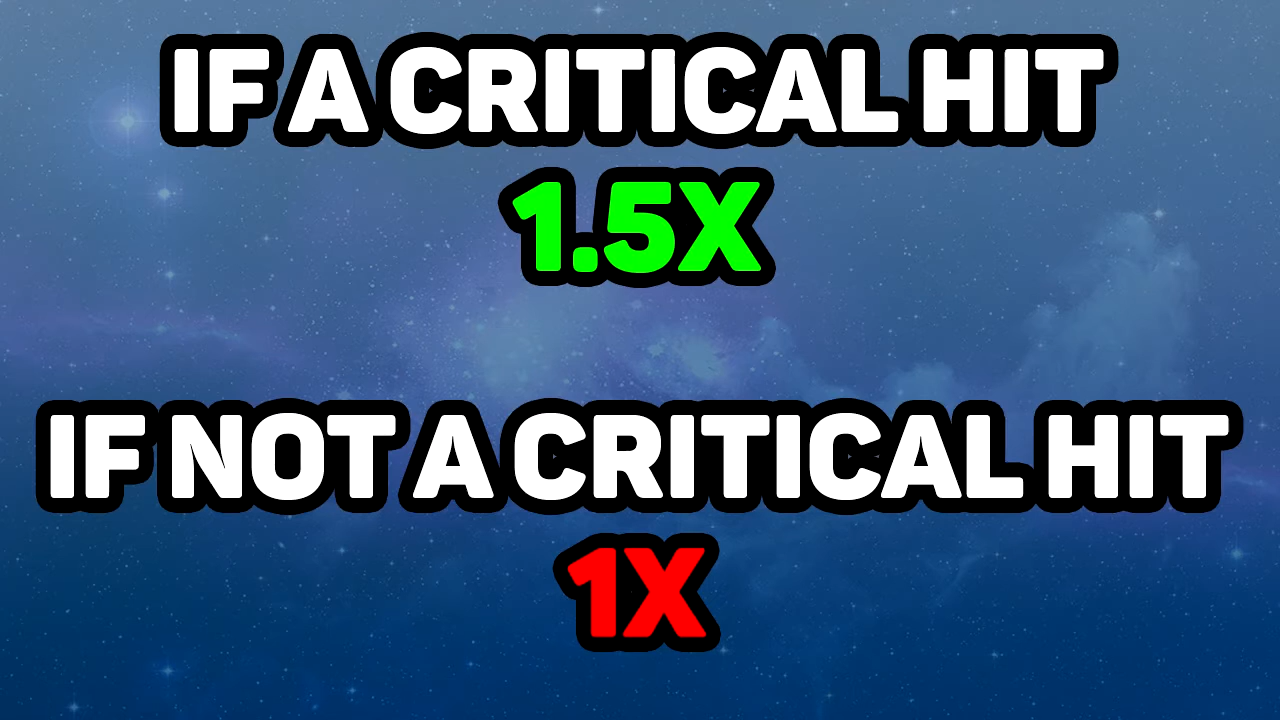 IF A CRITICAL HIT
1.5X
IF NOT A CRITICAL HIT
1X